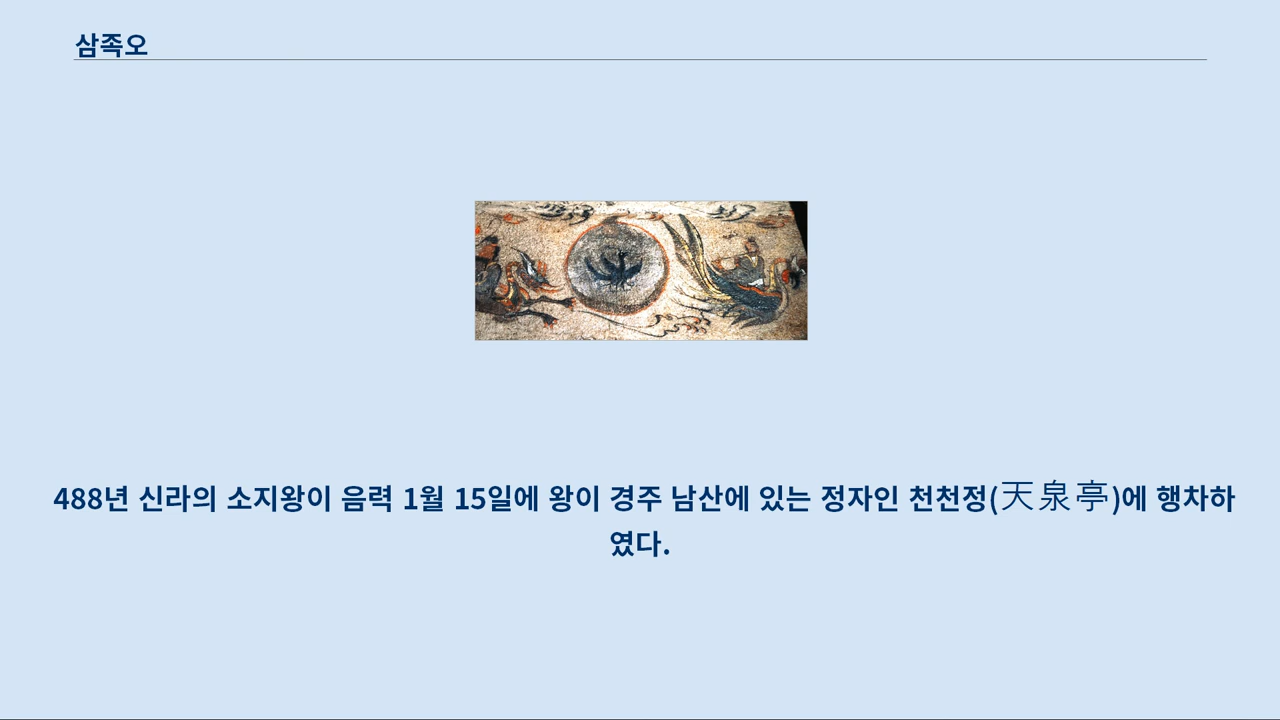 삼족오
488년 신라의 소지왕이 음력 1월 15일에 왕이 경주 남산에 있는 정자인 천천정(天泉亭)에 행차하
였다.